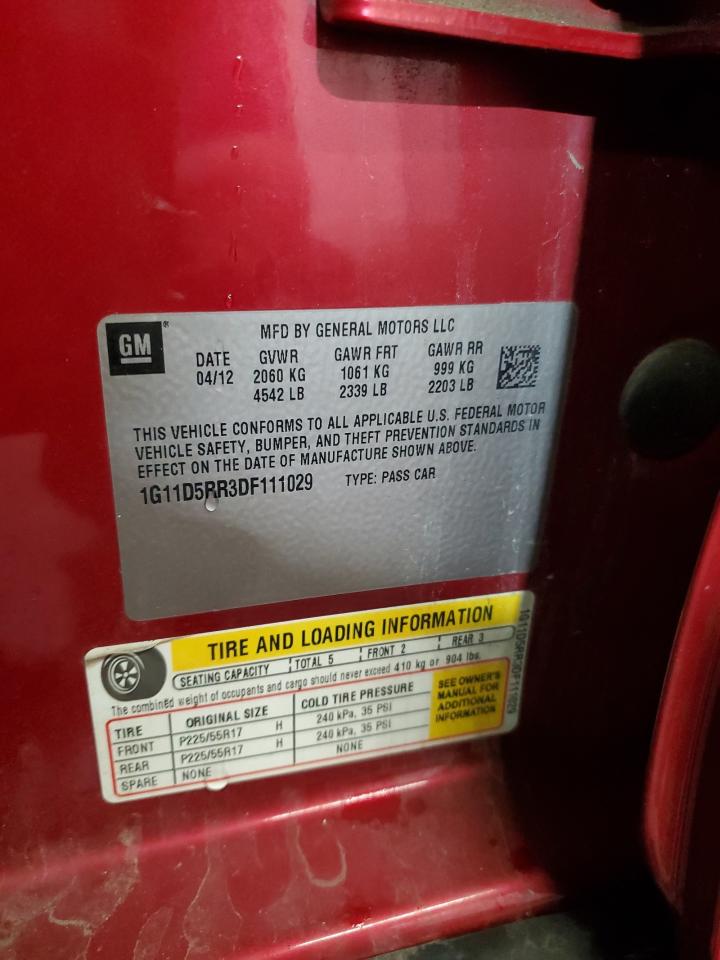 GM®
MFD BY GENERAL MOTORS LLC
DATE GVWR GAWR FRT GAWR RR
04/12 2060 KG 1061 KG 999 KG
4542 LB 2339 LB 2203 LB
THIS VEHICLE CONFORMS TO ALL APPLICABLE U.S. FEDERAL MOTOR
VEHICLE SAFETY, BUMPER, AND THEFT PREVENTION STANDARDS IN
EFFECT ON THE DATE OF MANUFACTURE SHOWN ABOVE.
1G11D5RR3DF111029 TYPE: PASS CAR
TIRE AND LOADING INFORMATION
SEATING CAPACITY TOTAL 5 FRONT 2 REAR 3
The combined weight of occupants and cargo should never exceed 410 kg or 904 lbs.
TIRE ORIGINAL SIZE COLD TIRE PRESSURE
FRONT P225/55R17 H 240 kPa, 35 PSI
REAR P225/55R17 H 240 kPa, 35 PSI
SPARE NONE NONE
SEE OWNER'S
MANUAL FOR
ADDITIONAL
INFORMATION
1G11D5RR3DF111029